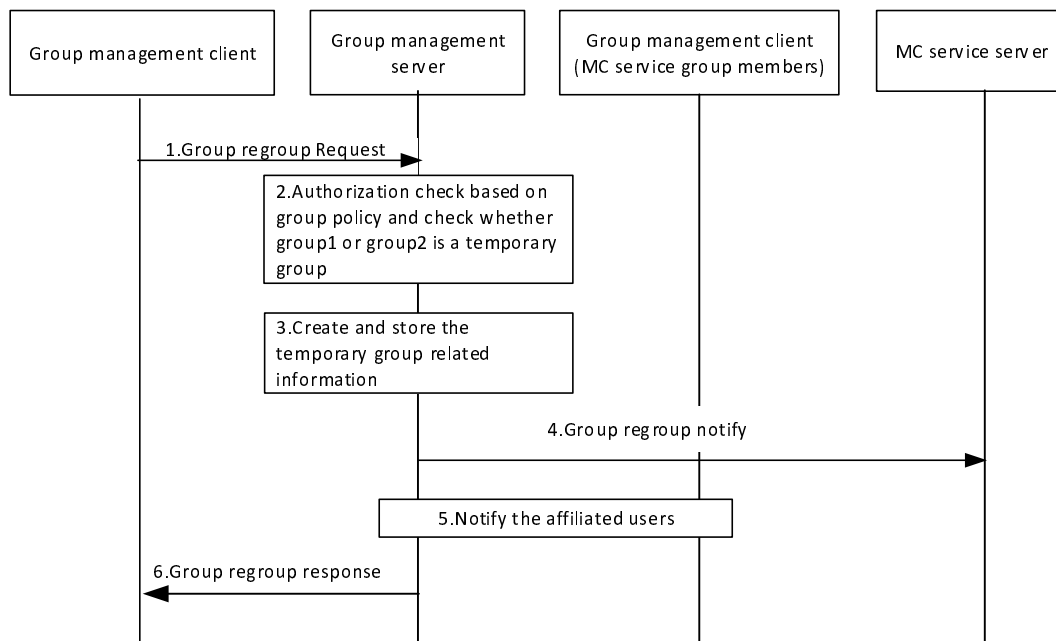 Group management client
Group management
server
Group management client
(MC service group members)
MC service server
1.Group regroup Request
2.Authorization check based on
group policy and check whether
group1 or group2 is a temporary
group
3.Create and store the
temporary group related
information
4.Group regroup notify
5.Notify the affiliated users
6.Group regroup response